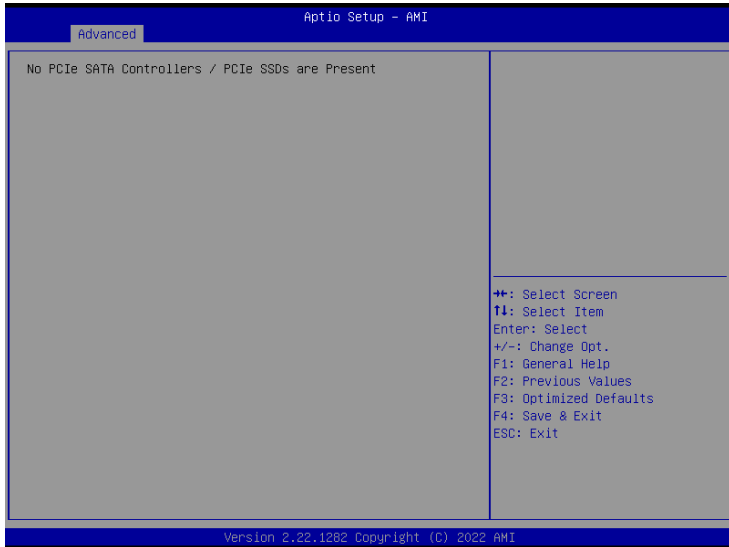 Aptio Setup – AMI
Advanced
No PCIe SATA Controllers / PCIe SSDs are Present
→←: Select Screen
↑↓: Select Item
Enter: Select
+/-: Change Opt.
F1: General Help
F2: Previous Values
F3: Optimized Defaults
F4: Save & Exit
ESC: Exit
Version 2.22.1282 Copyright (C) 2022 AMI